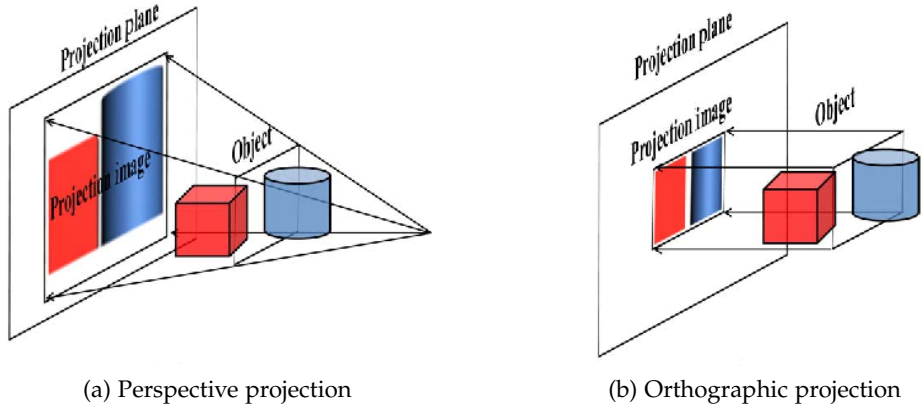 Projection plane
Projection image
Object
(a) Perspective projection
Projection plane
Projection image
Object
(b) Orthographic projection